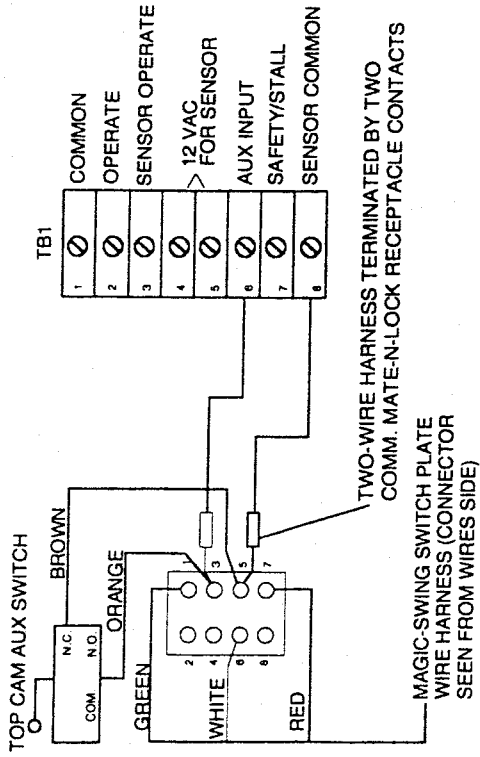 TOP CAM AUX SWITCH
N.C.
N.O.
COM.
BROWN
ORANGE
GREEN
WHITE
RED
1
3
5
7
2
4
6
8
TB1
1 COMMON
2 OPERATE
3 SENSOR OPERATE
4
5
12 VAC
FOR SENSOR
6 AUX INPUT
7 SAFETY/STALL
8 SENSOR COMMON
TWO-WIRE HARNESS TERMINATED BY TWO
COMM. MATE-N-LOCK RECEPTACLE CONTACTS
MAGIC-SWING SWITCH PLATE
WIRE HARNESS (CONNECTOR
SEEN FROM WIRES SIDE)